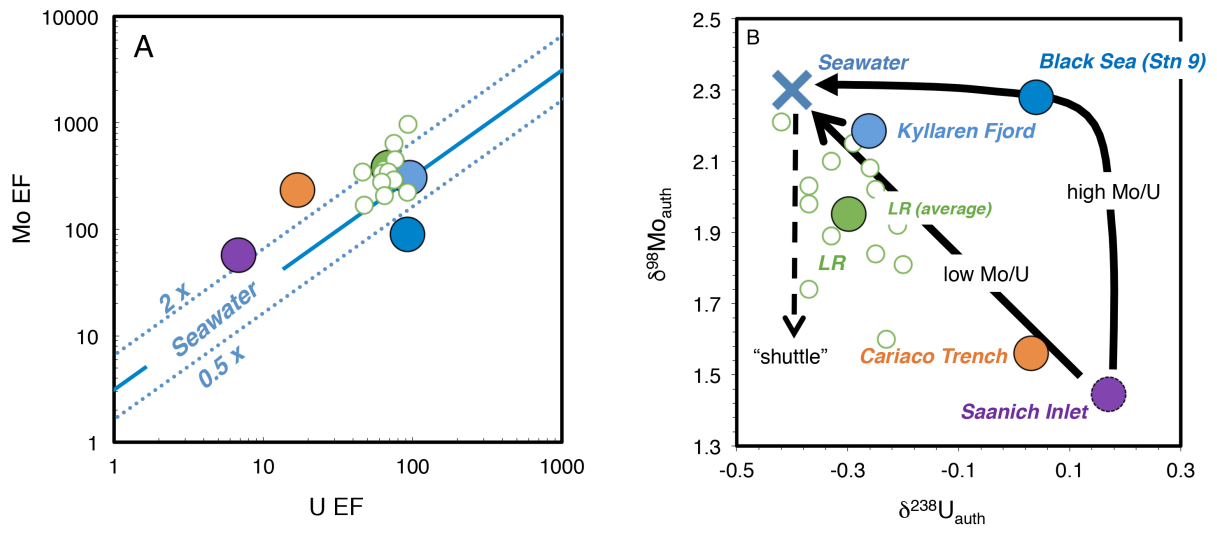 A
10000
1000
100
10
1
1
10
100
1000
Mo EF
U EF
2 x
Seawater
0.5 x
B
2.5
2.3
2.1
1.9
1.7
1.5
1.3
-0.5
-0.3
-0.1
0.1
0.3
δ98Moauth
δ238Uauth
Seawater
Black Sea (Stn 9)
Kyllaren Fjord
high Mo/U
LR (average)
LR
low Mo/U
“shuttle”
Cariaco Trench
Saanich Inlet